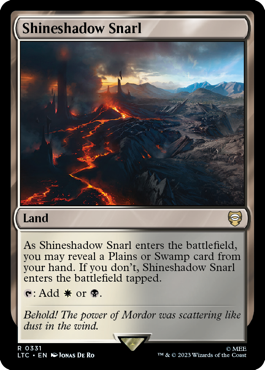 Shineshadow Snarl
Land
As Shineshadow Snarl enters the battlefield,
you may reveal a Plains or Swamp card from
your hand. If you don't, Shineshadow Snarl
enters the battlefield tapped.
: Add or .
Behold! The power of Mordor was scattering like
dust in the wind.
R 0331
© MEE
LTC • EN Jonas De Ro
™ & © 2023 Wizards of the Coast